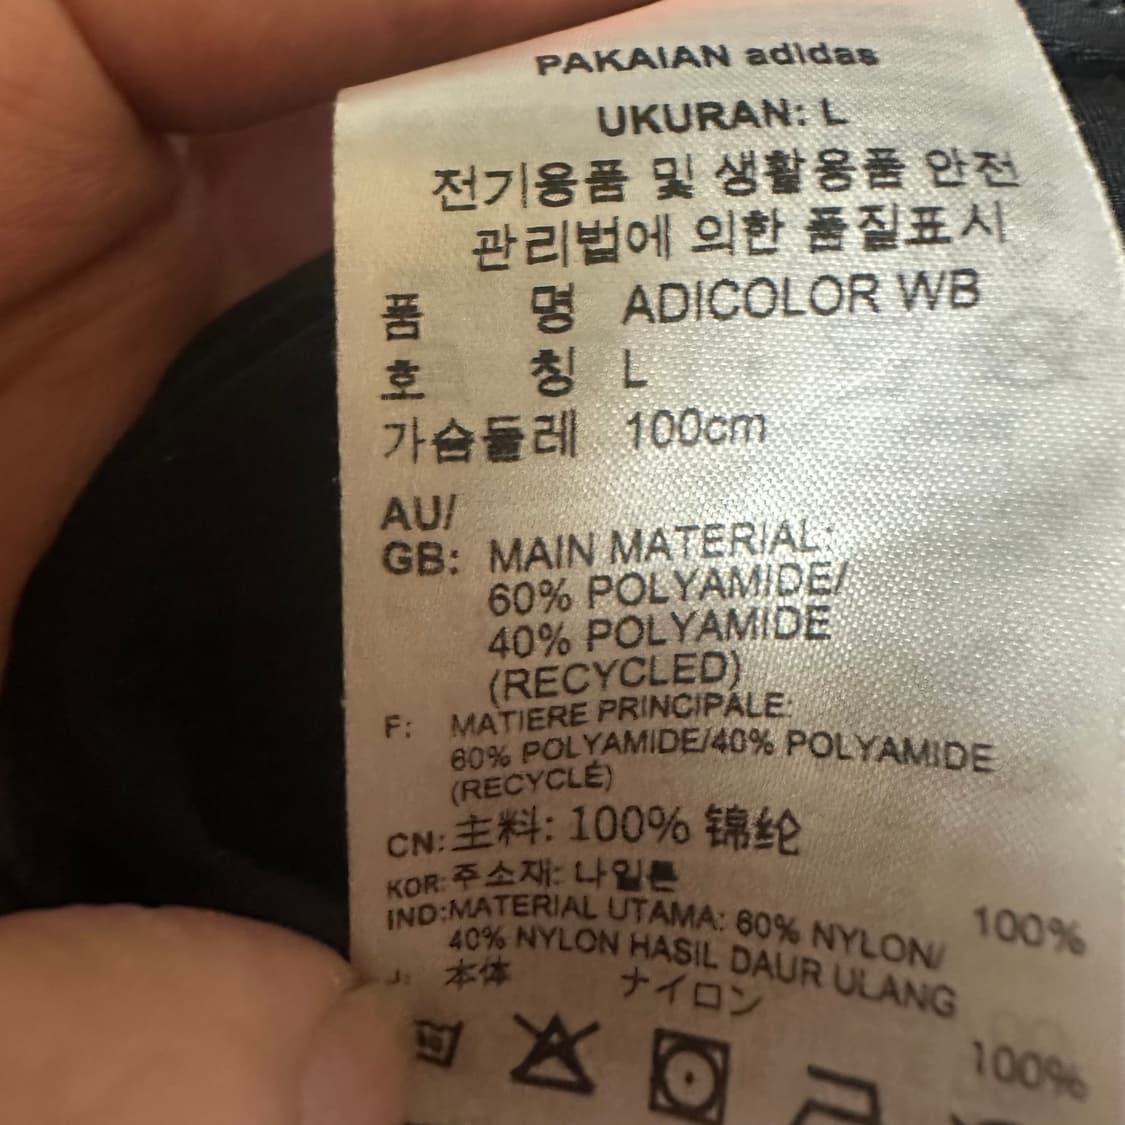 PAKAIAN adidas
UKURAN: L
전기용품 및 생활용품 안전
관리법에 의한 품질표시
품 명 ADICOLOR WB
호 칭 L
가슴둘레 100cm
AU/
GB: MAIN MATERIAL:
60% POLYAMIDE/
40% POLYAMIDE
(RECYCLED)
F: MATIERE PRINCIPALE:
60% POLYAMIDE/40% POLYAMIDE
(RECYCLÉ)
CN: 主料: 100% 锦纶
KOR: 주소재: 나일론 100%
IND:MATERIAL UTAMA: 60% NYLON/
40% NYLON HASIL DAUR ULANG
J: 本体 ナイロン 100%